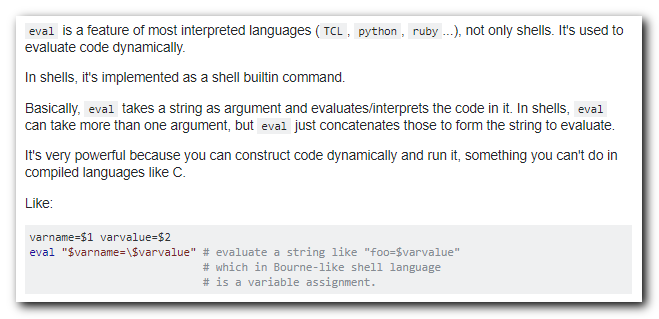 eval is a feature of most interpreted languages ( TCL , python , ruby ...), not only shells. It's used to
evaluate code dynamically.
In shells, it's implemented as a shell builtin command.
Basically, eval takes a string as argument and evaluates/interprets the code in it. In shells, eval
can take more than one argument, but eval just concatenates those to form the string to evaluate.
It's very powerful because you can construct code dynamically and run it, something you can't do in
compiled languages like C.
Like:
varname=$1 varvalue=$2
eval "$varname=\$varvalue" # evaluate a string like "foo=$varvalue"
# which in Bourne-like shell language
# is a variable assignment.